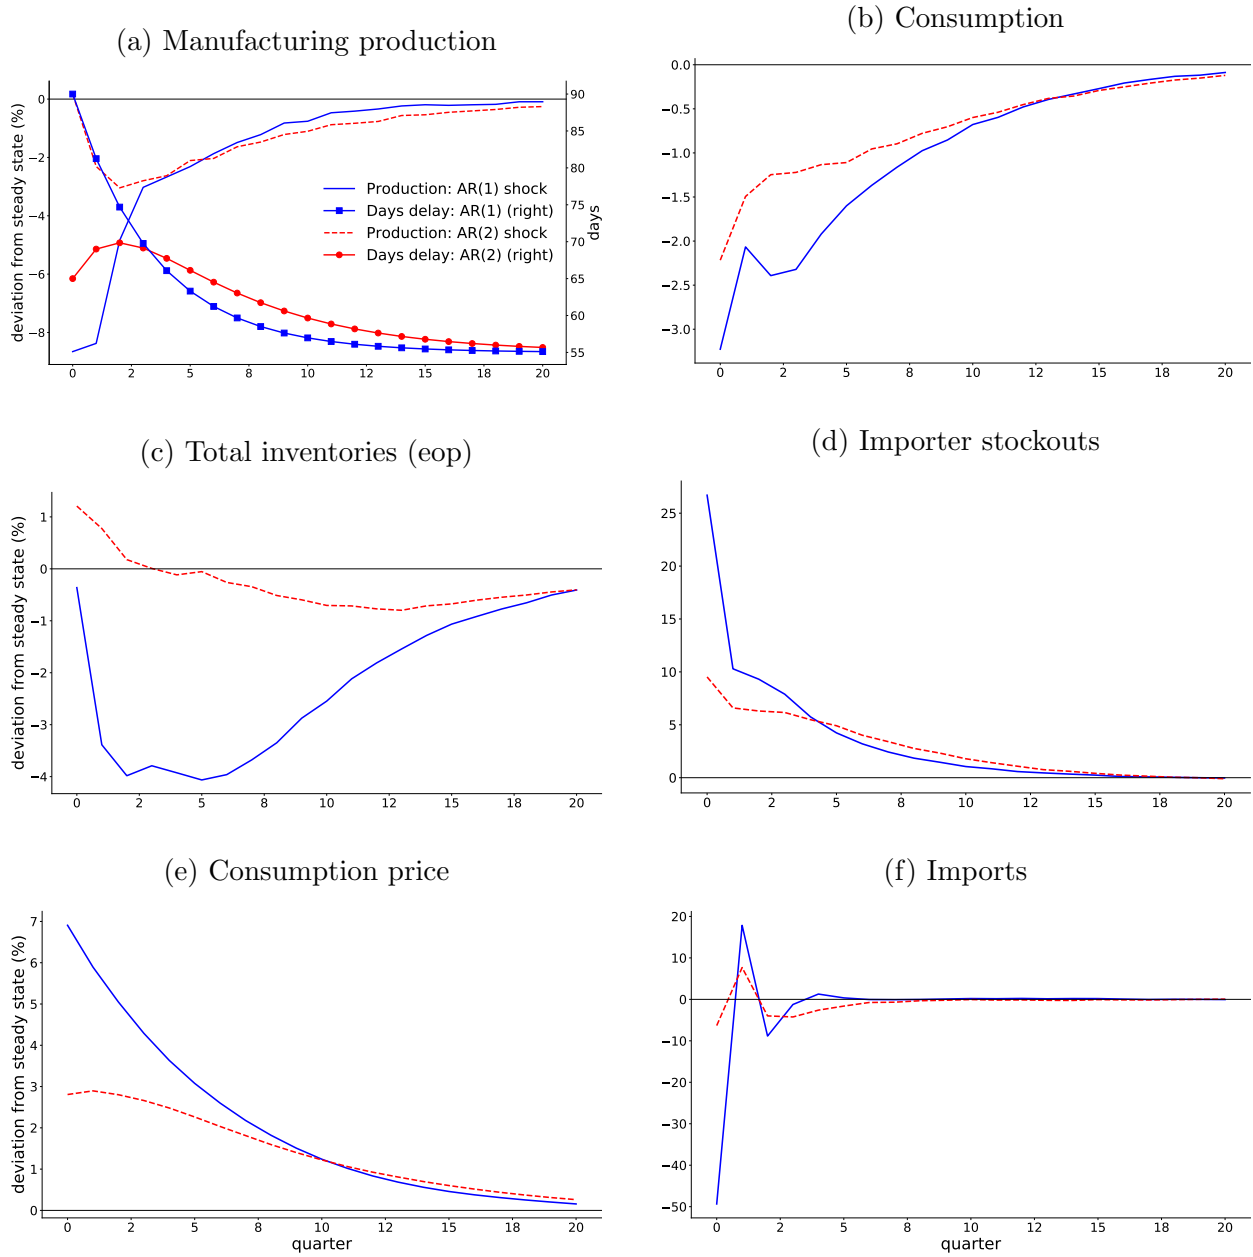 (a) Manufacturing production
deviation from steady state (%)
0
−2
−4
−6
−8
90
85
80
75
70
65
60
55
days
Production: AR(1) shock
Days delay: AR(1) (right)
Production: AR(2) shock
Days delay: AR(2) (right)
0 2 5 8 10 12 15 18 20
(b) Consumption
0.0
−0.5
−1.0
−1.5
−2.0
−2.5
−3.0
0 2 5 8 10 12 15 18 20
(c) Total inventories (eop)
deviation from steady state (%)
1
0
−1
−2
−3
−4
0 2 5 8 10 12 15 18 20
(d) Importer stockouts
25
20
15
10
5
0
0 2 5 8 10 12 15 18 20
(e) Consumption price
deviation from steady state (%)
7
6
5
4
3
2
1
0
0 2 5 8 10 12 15 18 20
quarter
(f) Imports
20
10
0
−10
−20
−30
−40
−50
0 2 5 8 10 12 15 18 20
quarter